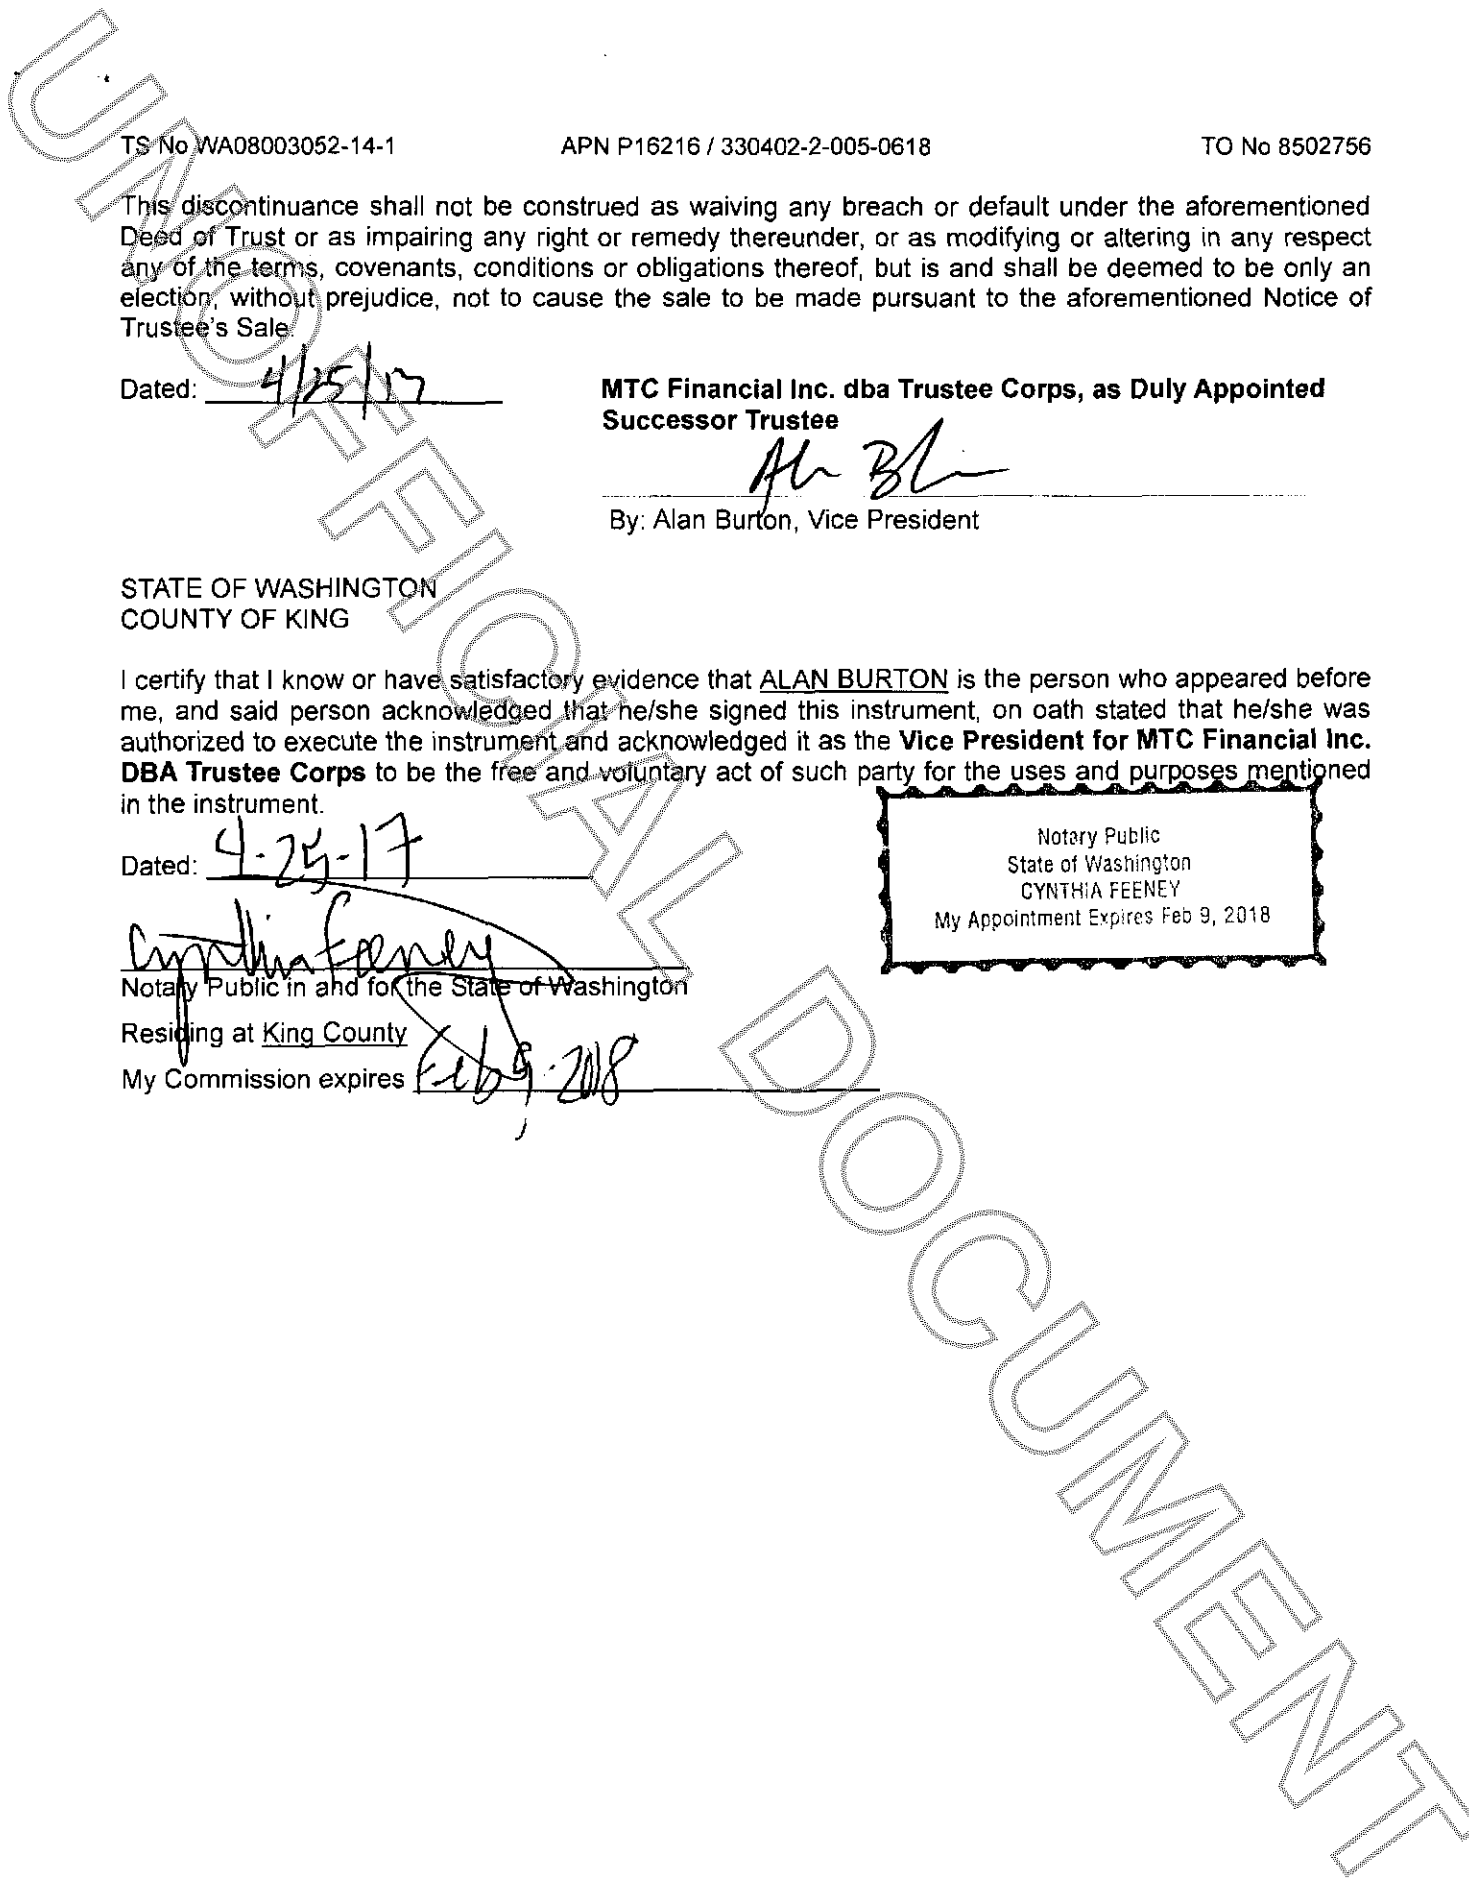 TS No WA08003052-14-1 APN P16216 / 330402-2-005-0618 TO No 8502756
This discontinuance shall not be construed as waiving any breach or default under the aforementioned
Deed of Trust or as impairing any right or remedy thereunder, or as modifying or altering in any respect
any of the terms, covenants, conditions or obligations thereof, but is and shall be deemed to be only an
election, without prejudice, not to cause the sale to be made pursuant to the aforementioned Notice of
Trustee's Sale.
Dated: 4/25/17
MTC Financial Inc. dba Trustee Corps, as Duly Appointed
Successor Trustee
By: Alan Burton, Vice President
STATE OF WASHINGTON
COUNTY OF KING
I certify that I know or have satisfactory evidence that ALAN BURTON is the person who appeared before
me, and said person acknowledged that he/she signed this instrument, on oath stated that he/she was
authorized to execute the instrument and acknowledged it as the Vice President for MTC Financial Inc.
DBA Trustee Corps to be the free and voluntary act of such party for the uses and purposes mentioned
in the instrument.
Dated: 4-25-17
Notary Public
State of Washington
CYNTHIA FEENEY
My Appointment Expires Feb 9, 2018
Cynthia Feeney
Notary Public in and for the State of Washington
Residing at King County
My Commission expires Feb 9, 2018
UNOFFICIAL DOCUMENT